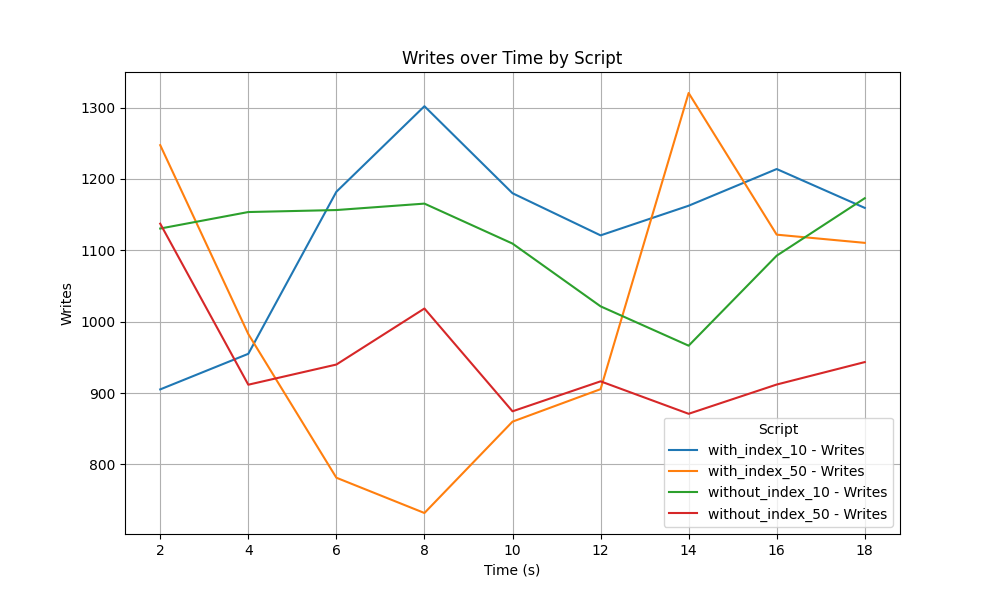 Writes over Time by Script
1300
1200
1100
1000
900
800
Writes
2 4 6 8 10 12 14 16 18
Time (s)
Script
with_index_10 - Writes
with_index_50 - Writes
without_index_10 - Writes
without_index_50 - Writes